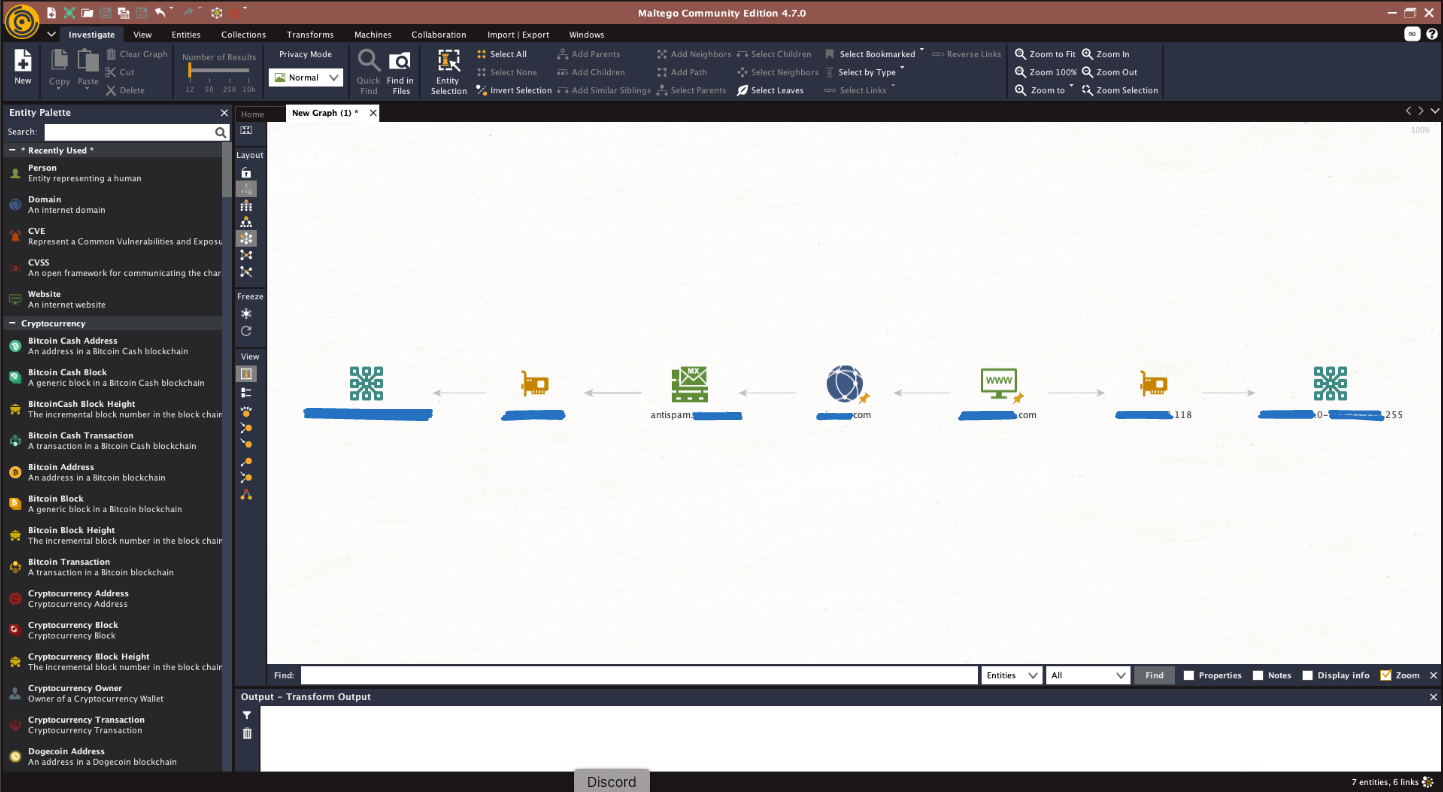 Maltego Community Edition 4.7.0
Investigate View Entities Collections Transforms Machines Collaboration Import | Export Windows
New
Copy
Paste
Clear Graph
Cut
Delete
Number of Results
12 50 256 10k
Privacy Mode
Normal
Quick Find
Find in Files
Entity Selection
Select All
Select None
Invert Selection
Add Parents
Add Children
Add Similar Siblings
Add Neighbors
Add Path
Select Parents
Select Children
Select Neighbors
Select Leaves
Select Bookmarked
Select by Type
Select Links
Reverse Links
Zoom to Fit
Zoom 100%
Zoom to
Zoom In
Zoom Out
Zoom Selection
Entity Palette
Search:
* Recently Used *
Person
Entity representing a human
Domain
An internet domain
CVE
Represent a Common Vulnerabilities and Exposu
CVSS
An open framework for communicating the char
Website
An internet website
Cryptocurrency
Bitcoin Cash Address
An address in a Bitcoin Cash blockchain
Bitcoin Cash Block
A generic block in a Bitcoin Cash blockchain
BitcoinCash Block Height
The incremental block number in the block chain
Bitcoin Cash Transaction
A transaction in a Bitcoin Cash blockchain
Bitcoin Address
An address in a Bitcoin blockchain
Bitcoin Block
A generic block in a Bitcoin blockchain
Bitcoin Block Height
The incremental block number in the block chain
Bitcoin Transaction
A transaction in a Bitcoin blockchain
Cryptocurrency Address
Cryptocurrency Address
Cryptocurrency Block
Cryptocurrency Block
Cryptocurrency Block Height
The incremental block number in the block chain
Cryptocurrency Owner
Owner of a Cryptocurrency Wallet
Cryptocurrency Transaction
Cryptocurrency Transaction
Dogecoin Address
An address in a Dogecoin blockchain
Home
New Graph (1) *
Layout
Freeze
View
100%
MX
WWW
antispam.
.com
.com
.118
0-
.255
Find:
Entities
All
Find
Properties
Notes
Display info
Zoom
Output - Transform Output
Discord
7 entities, 6 links